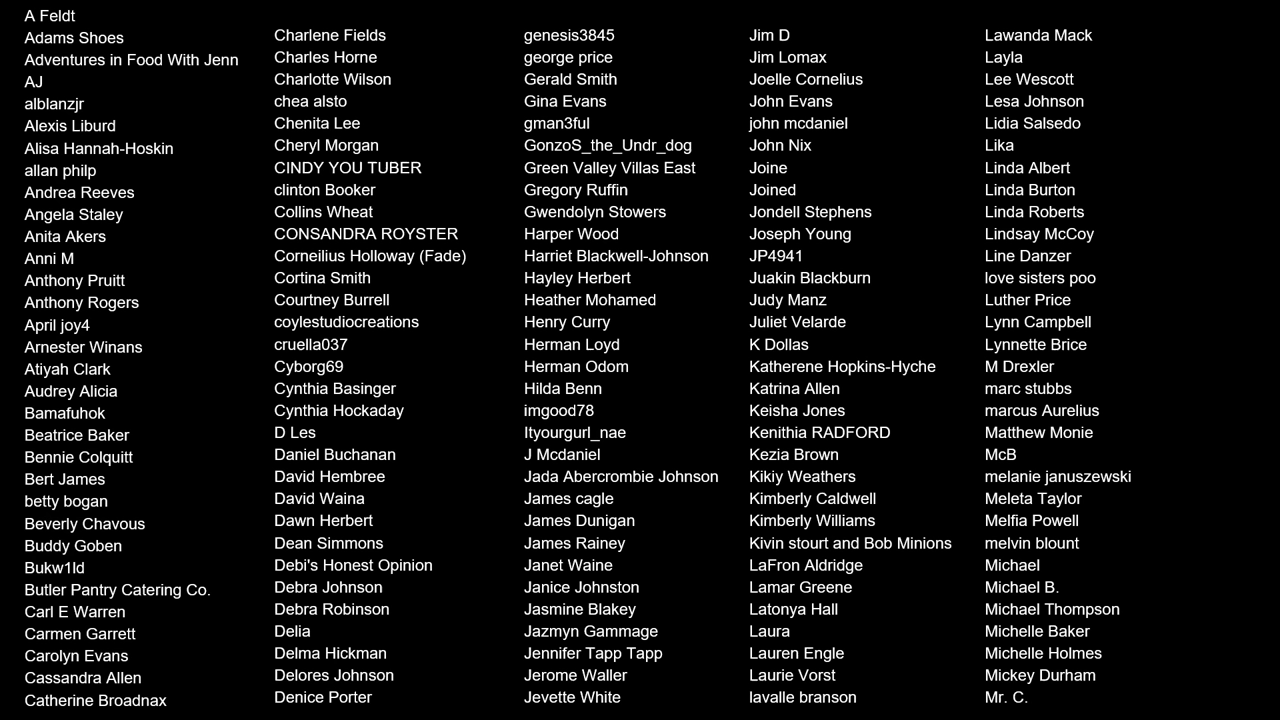 A Feldt
Adams Shoes
Adventures in Food With Jenn
AJ
alblanzjr
Alexis Liburd
Alisa Hannah-Hoskin
allan philp
Andrea Reeves
Angela Staley
Anita Akers
Anni M
Anthony Pruitt
Anthony Rogers
April joy4
Arnester Winans
Atiyah Clark
Audrey Alicia
Bamafuhok
Beatrice Baker
Bennie Colquitt
Bert James
betty bogan
Beverly Chavous
Buddy Goben
Bukw1ld
Butler Pantry Catering Co.
Carl E Warren
Carmen Garrett
Carolyn Evans
Cassandra Allen
Catherine Broadnax
Charlene Fields
Charles Horne
Charlotte Wilson
chea alsto
Chenita Lee
Cheryl Morgan
CINDY YOU TUBER
clinton Booker
Collins Wheat
CONSANDRA ROYSTER
Corneilius Holloway (Fade)
Cortina Smith
Courtney Burrell
coylestudiocreations
cruella037
Cyborg69
Cynthia Basinger
Cynthia Hockaday
D Les
Daniel Buchanan
David Hembree
David Waina
Dawn Herbert
Dean Simmons
Debi's Honest Opinion
Debra Johnson
Debra Robinson
Delia
Delma Hickman
Delores Johnson
Denice Porter
genesis3845
george price
Gerald Smith
Gina Evans
gman3ful
GonzoS_the_Undr_dog
Green Valley Villas East
Gregory Ruffin
Gwendolyn Stowers
Harper Wood
Harriet Blackwell-Johnson
Hayley Herbert
Heather Mohamed
Henry Curry
Herman Loyd
Herman Odom
Hilda Benn
imgood78
Ityourgurl_nae
J Mcdaniel
Jada Abercrombie Johnson
James cagle
James Dunigan
James Rainey
Janet Waine
Janice Johnston
Jasmine Blakey
Jazmyn Gammage
Jennifer Tapp Tapp
Jerome Waller
Jevette White
Jim D
Jim Lomax
Joelle Cornelius
John Evans
john mcdaniel
John Nix
Joine
Joined
Jondell Stephens
Joseph Young
JP4941
Juakin Blackburn
Judy Manz
Juliet Velarde
K Dollas
Katherene Hopkins-Hyche
Katrina Allen
Keisha Jones
Kenithia RADFORD
Kezia Brown
Kikiy Weathers
Kimberly Caldwell
Kimberly Williams
Kivin stourt and Bob Minions
LaFron Aldridge
Lamar Greene
Latonya Hall
Laura
Lauren Engle
Laurie Vorst
lavalle branson
Lawanda Mack
Layla
Lee Wescott
Lesa Johnson
Lidia Salsedo
Lika
Linda Albert
Linda Burton
Linda Roberts
Lindsay McCoy
Line Danzer
love sisters poo
Luther Price
Lynn Campbell
Lynnette Brice
M Drexler
marc stubbs
marcus Aurelius
Matthew Monie
McB
melanie januszewski
Meleta Taylor
Melfia Powell
melvin blount
Michael
Michael B.
Michael Thompson
Michelle Baker
Michelle Holmes
Mickey Durham
Mr. C.